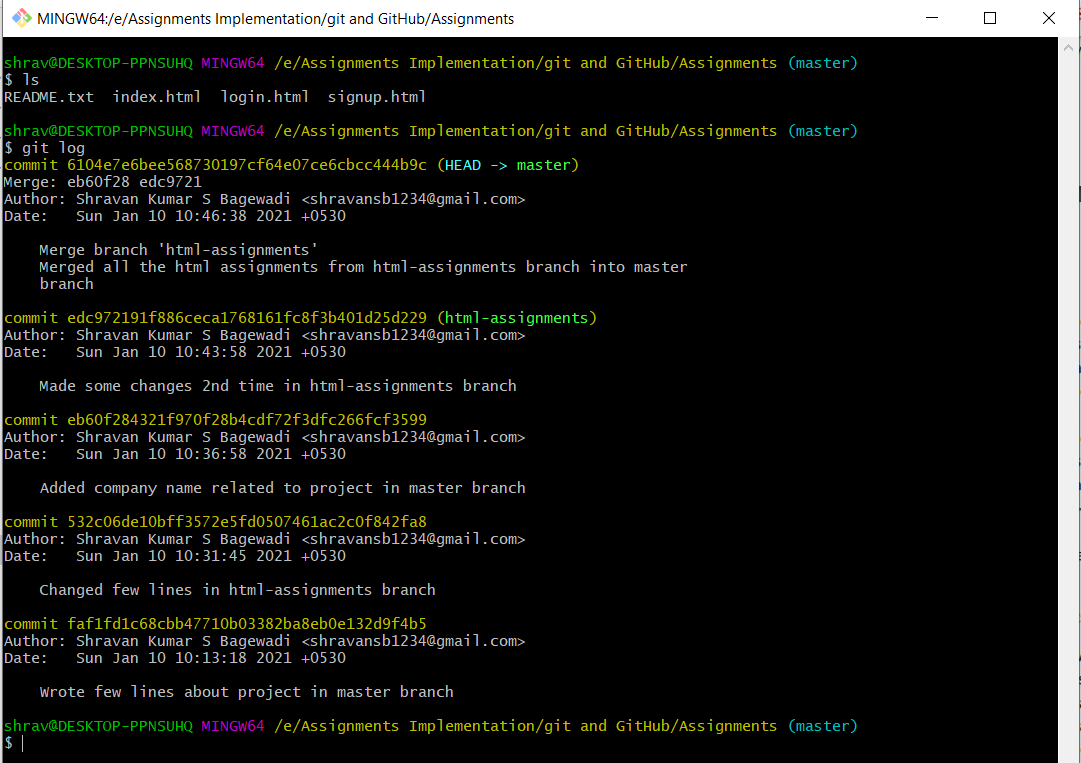 MINGW64:/e/Assignments Implementation/git and GitHub/Assignments
shrav@DESKTOP-PPNSUHQ MINGW64 /e/Assignments Implementation/git and GitHub/Assignments (master)
$ ls
README.txt  index.html  login.html  signup.html
shrav@DESKTOP-PPNSUHQ MINGW64 /e/Assignments Implementation/git and GitHub/Assignments (master)
$ git log
commit 6104e7e6bee568730197cf64e07ce6cbcc444b9c (HEAD -> master)
Merge: eb60f28 edc9721
Author: Shravan Kumar S Bagewadi <shravansb1234@gmail.com>
Date:   Sun Jan 10 10:46:38 2021 +0530
Merge branch 'html-assignments'
Merged all the html assignments from html-assignments branch into master
branch
commit edc972191f886ceca1768161fc8f3b401d25d229 (html-assignments)
Author: Shravan Kumar S Bagewadi <shravansb1234@gmail.com>
Date:   Sun Jan 10 10:43:58 2021 +0530
Made some changes 2nd time in html-assignments branch
commit eb60f284321f970f28b4cdf72f3dfc266fcf3599
Author: Shravan Kumar S Bagewadi <shravansb1234@gmail.com>
Date:   Sun Jan 10 10:36:58 2021 +0530
Added company name related to project in master branch
commit 532c06de10bff3572e5fd0507461ac2c0f842fa8
Author: Shravan Kumar S Bagewadi <shravansb1234@gmail.com>
Date:   Sun Jan 10 10:31:45 2021 +0530
Changed few lines in html-assignments branch
commit faf1fd1c68cbb47710b03382ba8eb0e132d9f4b5
Author: Shravan Kumar S Bagewadi <shravansb1234@gmail.com>
Date:   Sun Jan 10 10:13:18 2021 +0530
Wrote few lines about project in master branch
shrav@DESKTOP-PPNSUHQ MINGW64 /e/Assignments Implementation/git and GitHub/Assignments (master)
$